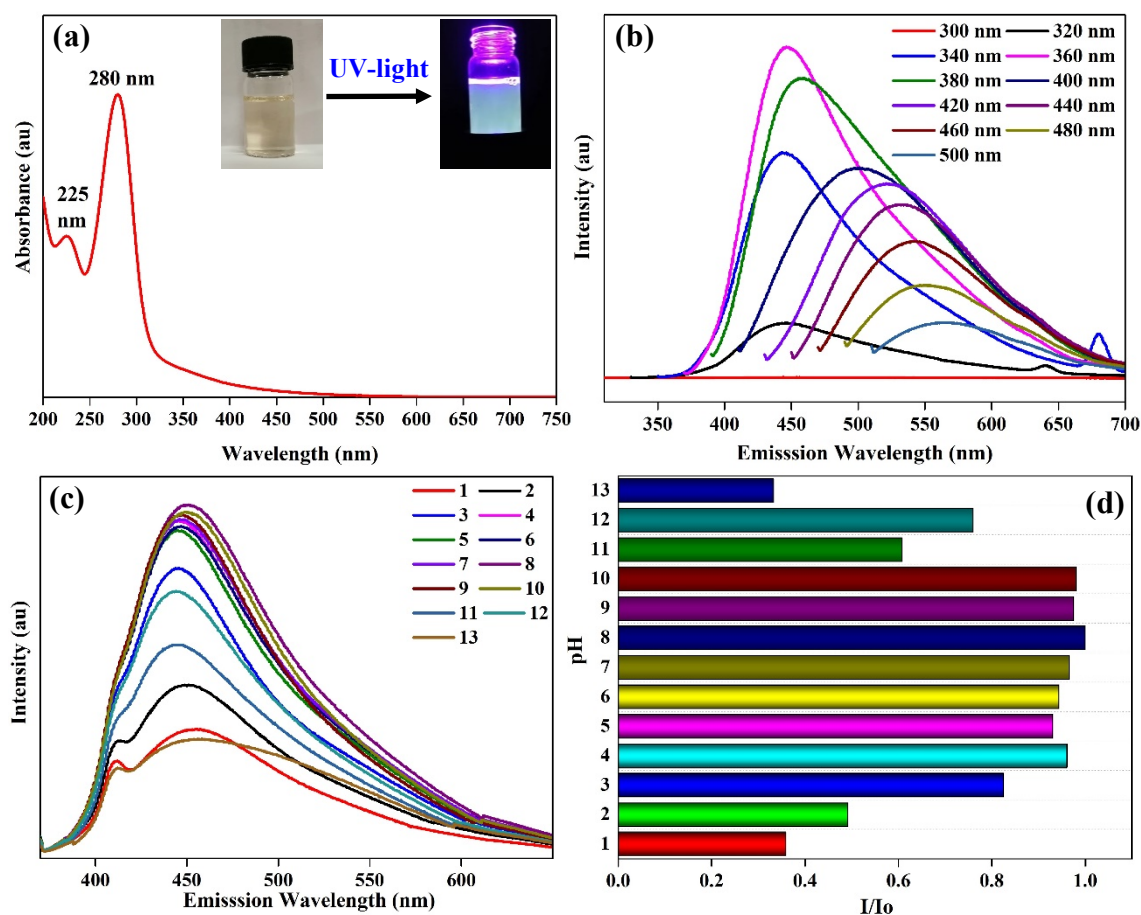 (a)
280 nm
225
nm
UV-light
Absorbance (au)
200 250 300 350 400 450 500 550 600 650 700 750
Wavelength (nm)
(b)
300 nm 320 nm
340 nm 360 nm
380 nm 400 nm
420 nm 440 nm
460 nm 480 nm
500 nm
Intensity (au)
350 400 450 500 550 600 650 700
Emisssion Wavelength (nm)
(c)
1 2
3 4
5 6
7 8
9 10
11 12
13
Intensity (au)
400 450 500 550 600
Emisssion Wavelength (nm)
(d)
13
12
11
10
9
8
7
6
5
4
3
2
1
pH
0.0 0.2 0.4 0.6 0.8 1.0
I/Io